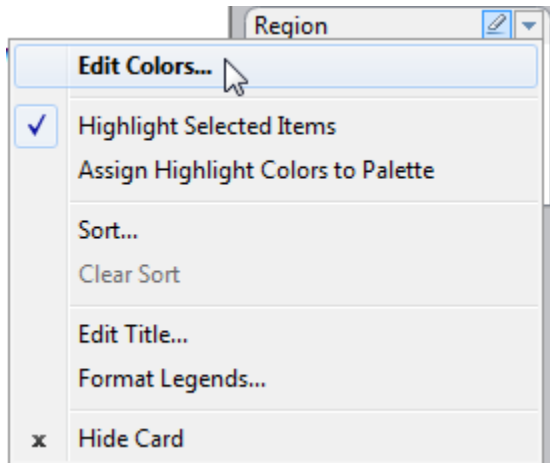 Region
Edit Colors...
Highlight Selected Items
Assign Highlight Colors to Palette
Sort...
Clear Sort
Edit Title...
Format Legends...
x Hide Card